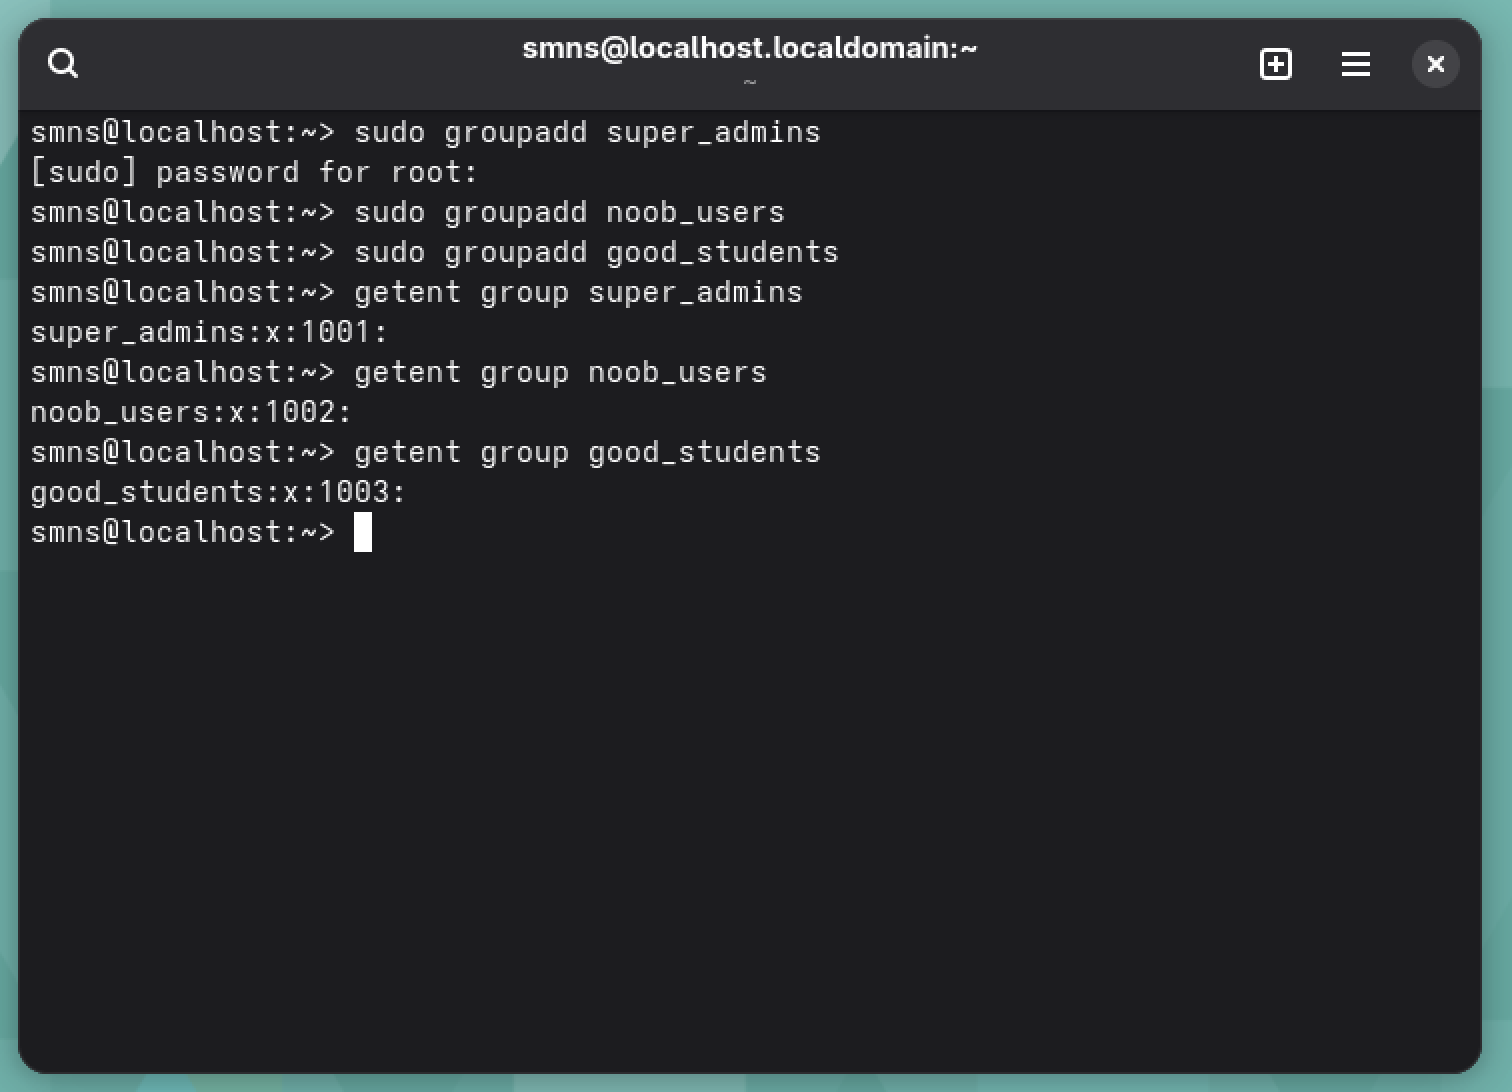 smns@localhost.localdomain:~
~
smns@localhost:~> sudo groupadd super_admins
[sudo] password for root:
smns@localhost:~> sudo groupadd noob_users
smns@localhost:~> sudo groupadd good_students
smns@localhost:~> getent group super_admins
super_admins:x:1001:
smns@localhost:~> getent group noob_users
noob_users:x:1002:
smns@localhost:~> getent group good_students
good_students:x:1003:
smns@localhost:~>